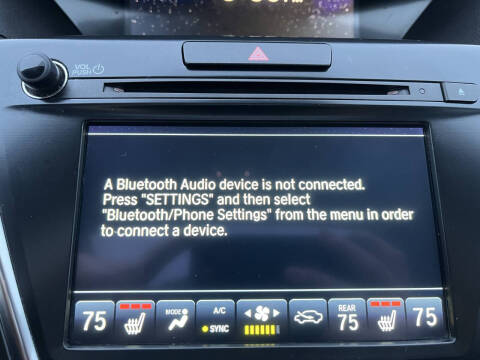 VOL
PUSH
A Bluetooth Audio device is not connected.
Press "SETTINGS" and then select
"Bluetooth/Phone Settings" from the menu in order
to connect a device.
75
MODE
A/C
SYNC
REAR
75
75